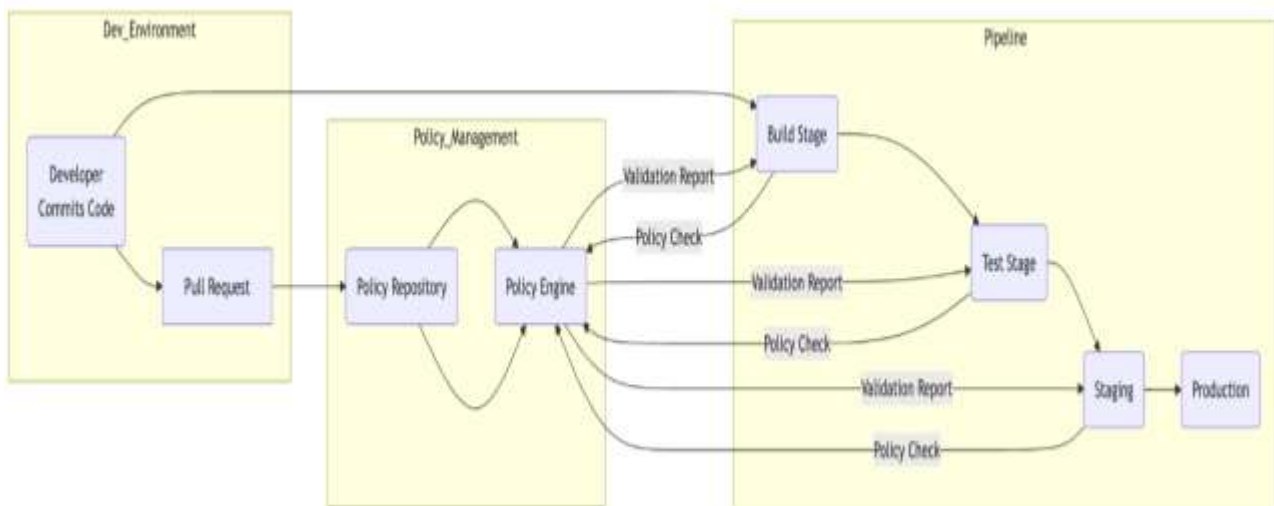 Dev_Environment
Developer
Commits Code
Pull Request
Policy_Management
Policy Repository
Policy Engine
Validation Report
Policy Check
Validation Report
Policy Check
Validation Report
Policy Check
Pipeline
Build Stage
Test Stage
Staging
Production